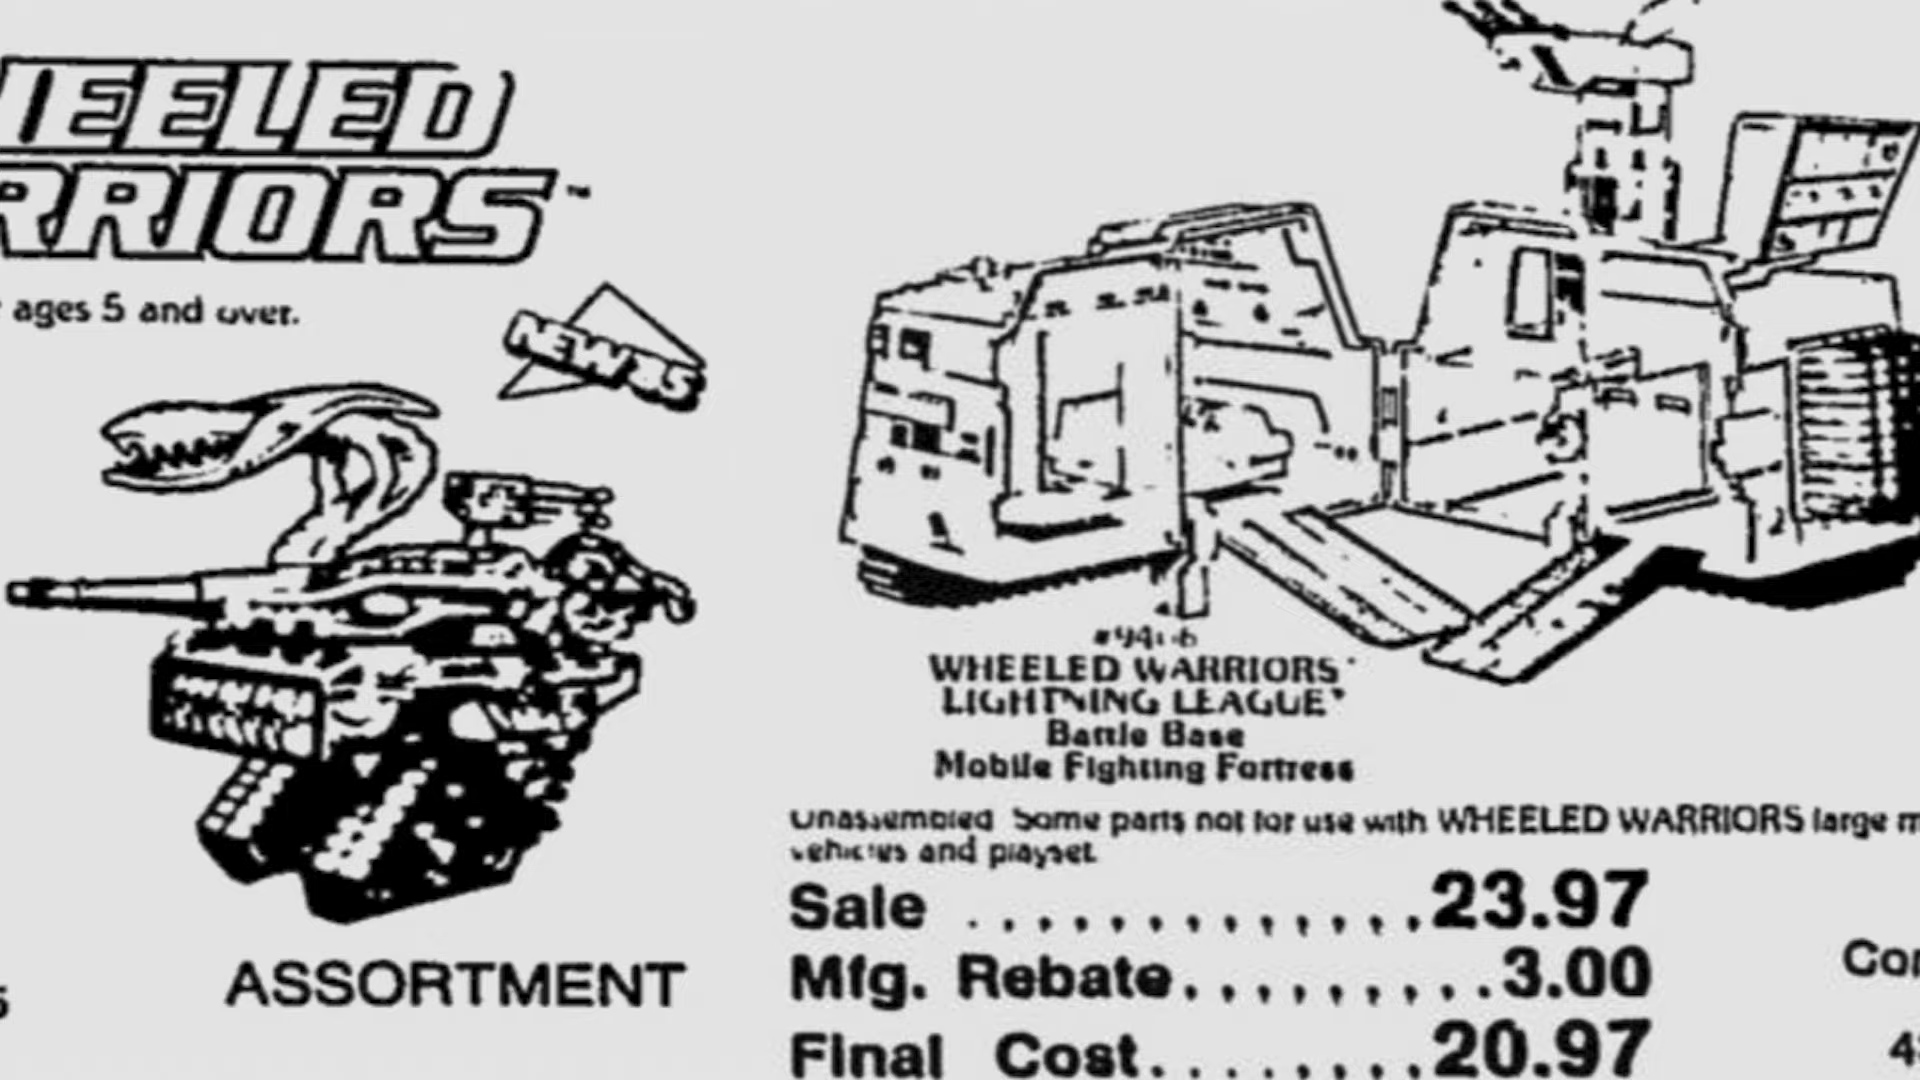 EELED
RRIORS™
ages 5 and over.
NEW
WHEELED WARRIORS
LIGHTNING LEAGUE
Battle Base
Mobile Fighting Fortress
Unassembled Some parts not for use with WHEELED WARRIORS large
vehicles and playset
Sale .............23.97
Mfg. Rebate..........3.00
Final Cost........20.97
ASSORTMENT